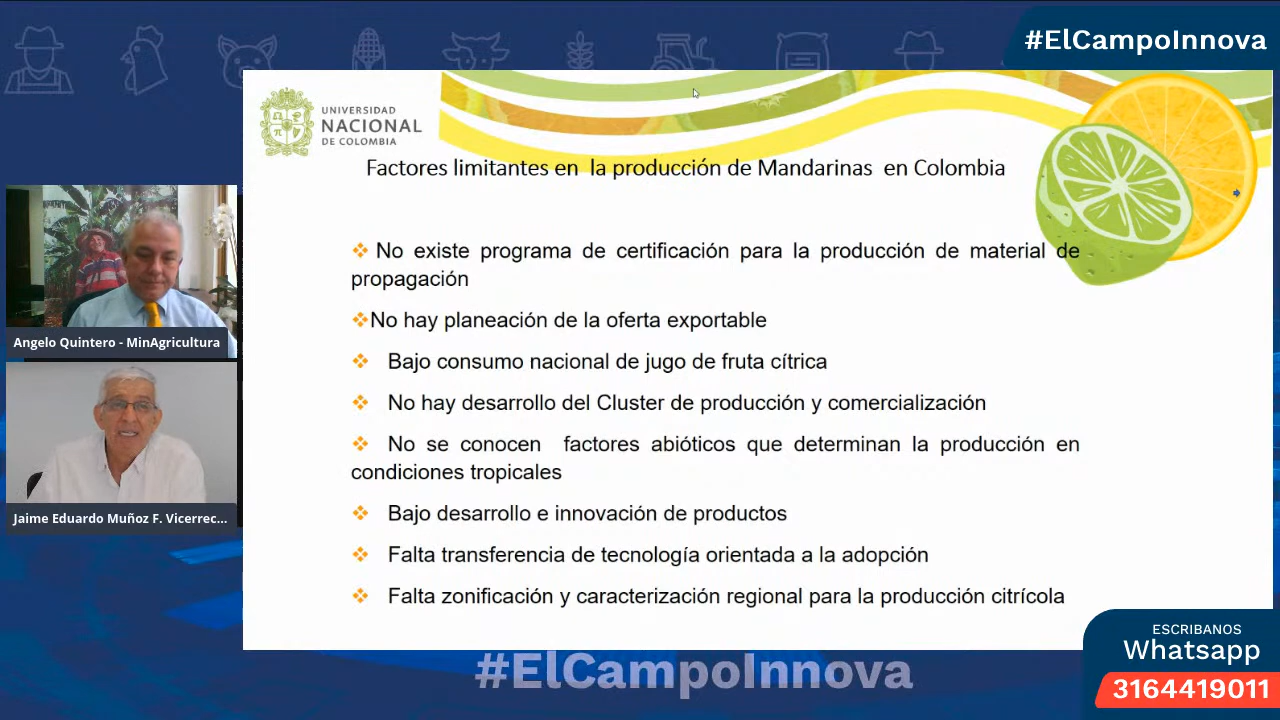 #ElCampoInnova
UNIVERSIDAD
NACIONAL
DE COLOMBIA
Factores limitantes en la producción de Mandarinas en Colombia
❖ No existe programa de certificación para la producción de material de
propagación
❖No hay planeación de la oferta exportable
❖ Bajo consumo nacional de jugo de fruta cítrica
❖ No hay desarrollo del Cluster de producción y comercialización
❖ No se conocen factores abióticos que determinan la producción en
condiciones tropicales
❖ Bajo desarrollo e innovación de productos
❖ Falta transferencia de tecnología orientada a la adopción
❖ Falta zonificación y caracterización regional para la producción citrícola
Angelo Quintero - MinAgricultura
Jaime Eduardo Muñoz F. Vicerrec...
#ElCampoInnova
ESCRIBANOS
Whatsapp
3164419011